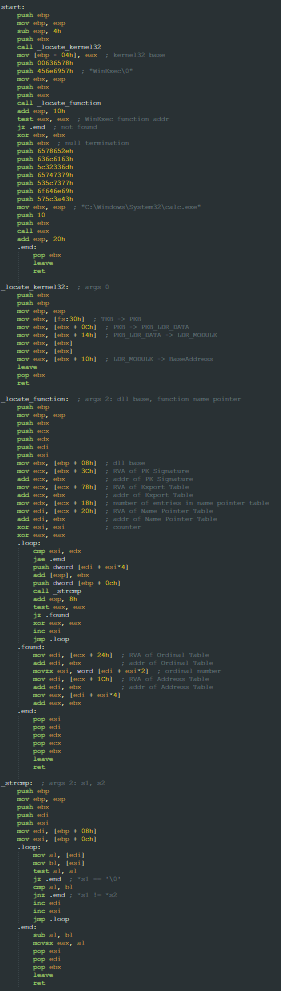 start:
push ebp
mov ebp, esp
sub esp, 4h
push ebx
call _locate_kernel32
mov [ebp - 04h], eax ; kernel32 base
push 00636578h
push 456e6957h ; "WinExec\0"
mov ebx, esp
push ebx
push eax
call _locate_function
add esp, 10h
test eax, eax ; WinExec function addr
jz .end ; not found
xor ebx, ebx
push ebx ; null termination
push 6578652eh
push 636c6163h
push 5c32336dh
push 65747379h
push 535c7377h
push 6f646e69h
push 575c3a43h
mov ebx, esp ; "C:\Windows\System32\calc.exe"
push 10
push ebx
call eax
add esp, 20h
.end:
pop ebx
leave
ret
_locate_kernel32: ; args 0
push ebx
push ebp
mov ebp, esp
mov ebx, [fs:30h] ; TEB -> PEB
mov ebx, [ebx + 0Ch] ; PEB -> PEB_LDR_DATA
mov ebx, [ebx + 14h] ; PEB_LDR_DATA -> LDR_MODULE
mov ebx, [ebx]
mov ebx, [ebx]
mov eax, [ebx + 10h] ; LDR_MODULE -> BaseAddress
leave
pop ebx
ret
_locate_function: ; args 2: dll base, function name pointer
push ebp
mov ebp, esp
push ebx
push ecx
push edx
push edi
push esi
mov ebx, [ebp + 08h] ; dll base
mov ecx, [ebx + 3Ch] ; RVA of PE Signature
add ecx, ebx ; addr of PE Signature
mov ecx, [ecx + 78h] ; RVA of Export Table
add ecx, ebx ; addr of Export Table
mov edx, [ecx + 18h] ; number of entries in name pointer table
mov edi, [ecx + 20h] ; RVA of Name Pointer Table
add edi, ebx ; addr of Name Pointer Table
xor esi, esi ; counter
xor eax, eax
.loop:
cmp esi, edx
jae .end
push dword [edi + esi*4]
add [esp], ebx
push dword [ebp + 0ch]
call _strcmp
add esp, 8h
test eax, eax
jz .found
xor eax, eax
inc esi
jmp .loop
.found:
mov edi, [ecx + 24h] ; RVA of Ordinal Table
add edi, ebx ; addr of Ordinal Table
movzx esi, word [edi + esi*2] ; ordinal number
mov edi, [ecx + 1Ch] ; RVA of Address Table
add edi, ebx ; addr of Address Table
mov eax, [edi + esi*4]
add eax, ebx
.end:
pop esi
pop edi
pop edx
pop ecx
pop ebx
leave
ret
_strcmp: ; args 2: s1, s2
push ebp
mov ebp, esp
push ebx
push edi
push esi
mov edi, [ebp + 08h]
mov esi, [ebp + 0ch]
.loop:
mov al, [edi]
mov bl, [esi]
test al, al
jz .end ; *s1 == '\0'
cmp al, bl
jnz .end ; *s1 != *s2
inc edi
inc esi
jmp .loop
.end:
sub al, bl
movsx eax, al
pop esi
pop edi
pop ebx
leave
ret